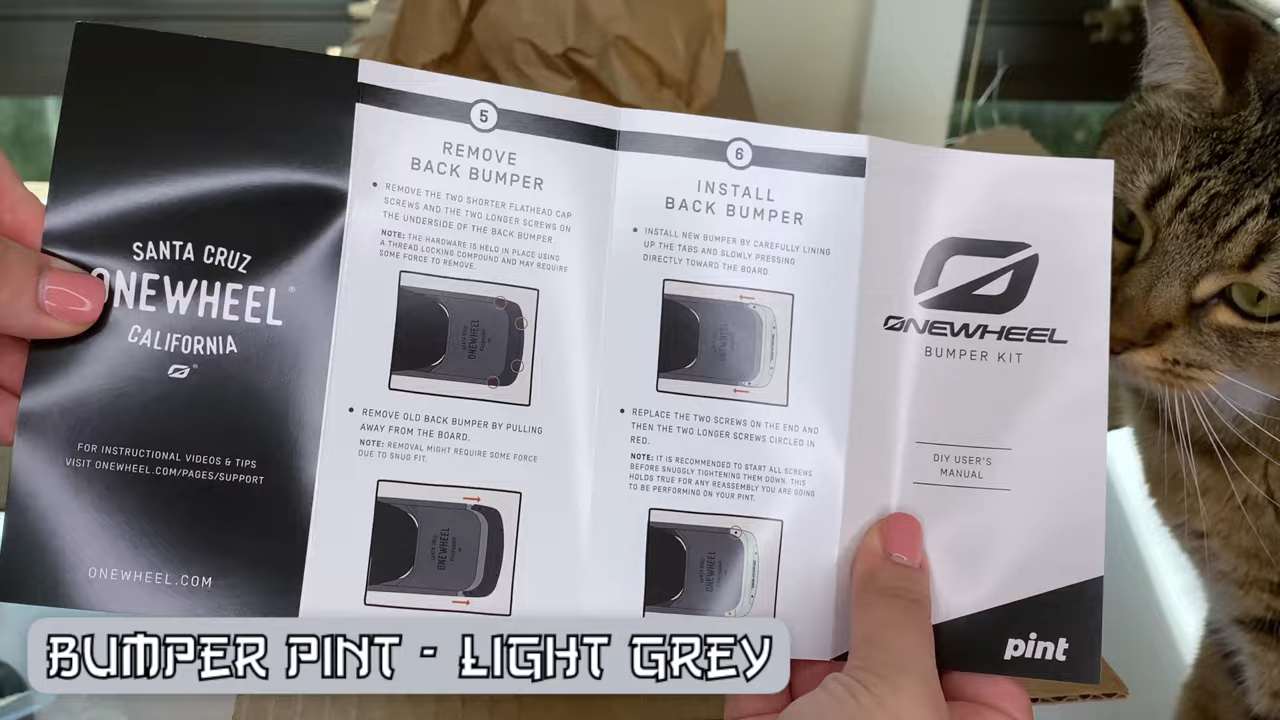 SANTA CRUZ
ONEWHEEL®
CALIFORNIA
FOR INSTRUCTIONAL VIDEOS & TIPS
VISIT ONEWHEEL.COM/PAGES/SUPPORT
ONEWHEEL.COM
5
REMOVE
BACK BUMPER
• REMOVE THE TWO SHORTER FLATHEAD CAP
SCREWS AND THE TWO LONGER SCREWS ON
THE UNDERSIDE OF THE BACK BUMPER.
NOTE: THE HARDWARE IS HELD IN PLACE USING
A THREAD LOCKING COMPOUND AND MAY REQUIRE
SOME FORCE TO REMOVE.
ONEWHEEL
• REMOVE OLD BACK BUMPER BY PULLING
AWAY FROM THE BOARD.
NOTE: REMOVAL MIGHT REQUIRE SOME FORCE
DUE TO SNUG FIT.
ONEWHEEL
6
INSTALL
BACK BUMPER
• INSTALL NEW BUMPER BY CAREFULLY LINING
UP THE TABS AND SLOWLY PRESSING
DIRECTLY TOWARD THE BOARD.
ONEWHEEL
• REPLACE THE TWO SCREWS ON THE END AND
THEN THE TWO LONGER SCREWS CIRCLED IN
RED.
NOTE: IT IS RECOMMENDED TO START ALL SCREWS
BEFORE SNUGGLY TIGHTENING THEM DOWN. THIS
HOLDS TRUE FOR ANY REASSEMBLY YOU ARE GOING
TO BE PERFORMING ON YOUR PINT.
ONEWHEEL
ONEWHEEL
BUMPER KIT
DIY USER'S
MANUAL
pint
BUMPER PINT - LIGHT GREY